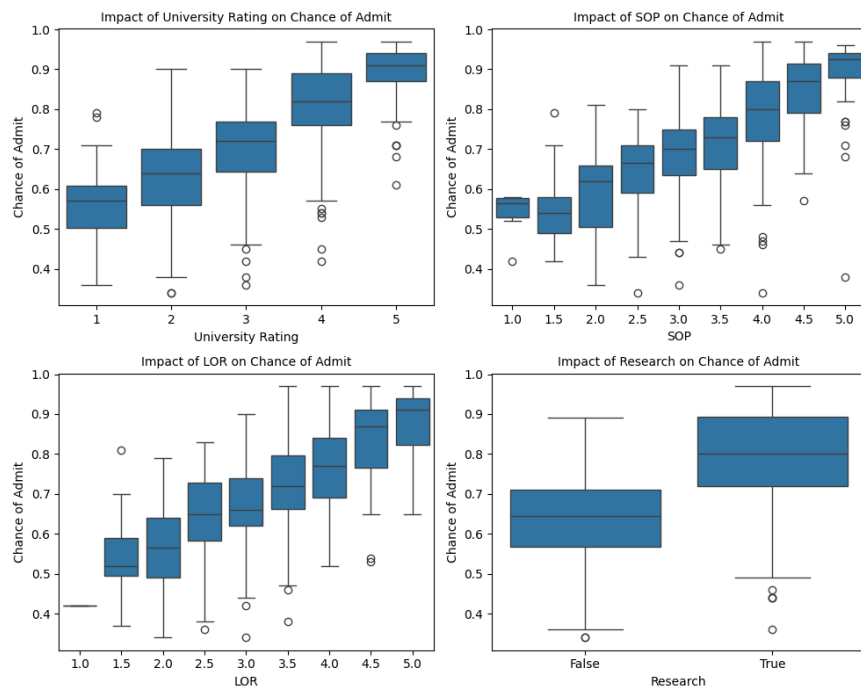 Impact of University Rating on Chance of Admit
1.0
0.9
0.8
0.7
0.6
0.5
0.4
Chance of Admit
1 2 3 4 5
University Rating
Impact of SOP on Chance of Admit
1.0
0.9
0.8
0.7
0.6
0.5
0.4
Chance of Admit
1.0 1.5 2.0 2.5 3.0 3.5 4.0 4.5 5.0
SOP
Impact of LOR on Chance of Admit
1.0
0.9
0.8
0.7
0.6
0.5
0.4
Chance of Admit
1.0 1.5 2.0 2.5 3.0 3.5 4.0 4.5 5.0
LOR
Impact of Research on Chance of Admit
1.0
0.9
0.8
0.7
0.6
0.5
0.4
Chance of Admit
False True
Research